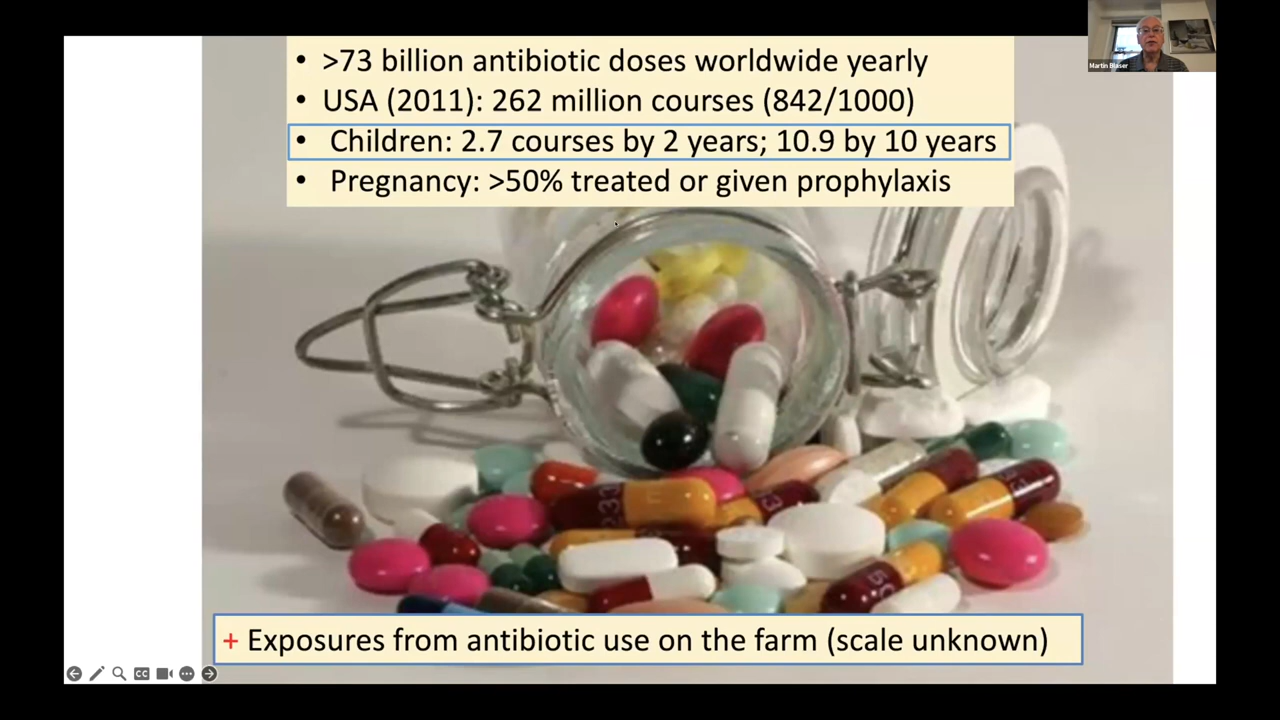 • >73 billion antibiotic doses worldwide yearly
• USA (2011): 262 million courses (842/1000)
• Children: 2.7 courses by 2 years; 10.9 by 10 years
• Pregnancy: >50% treated or given prophylaxis
+ Exposures from antibiotic use on the farm (scale unknown)
Martin Blaser
CC